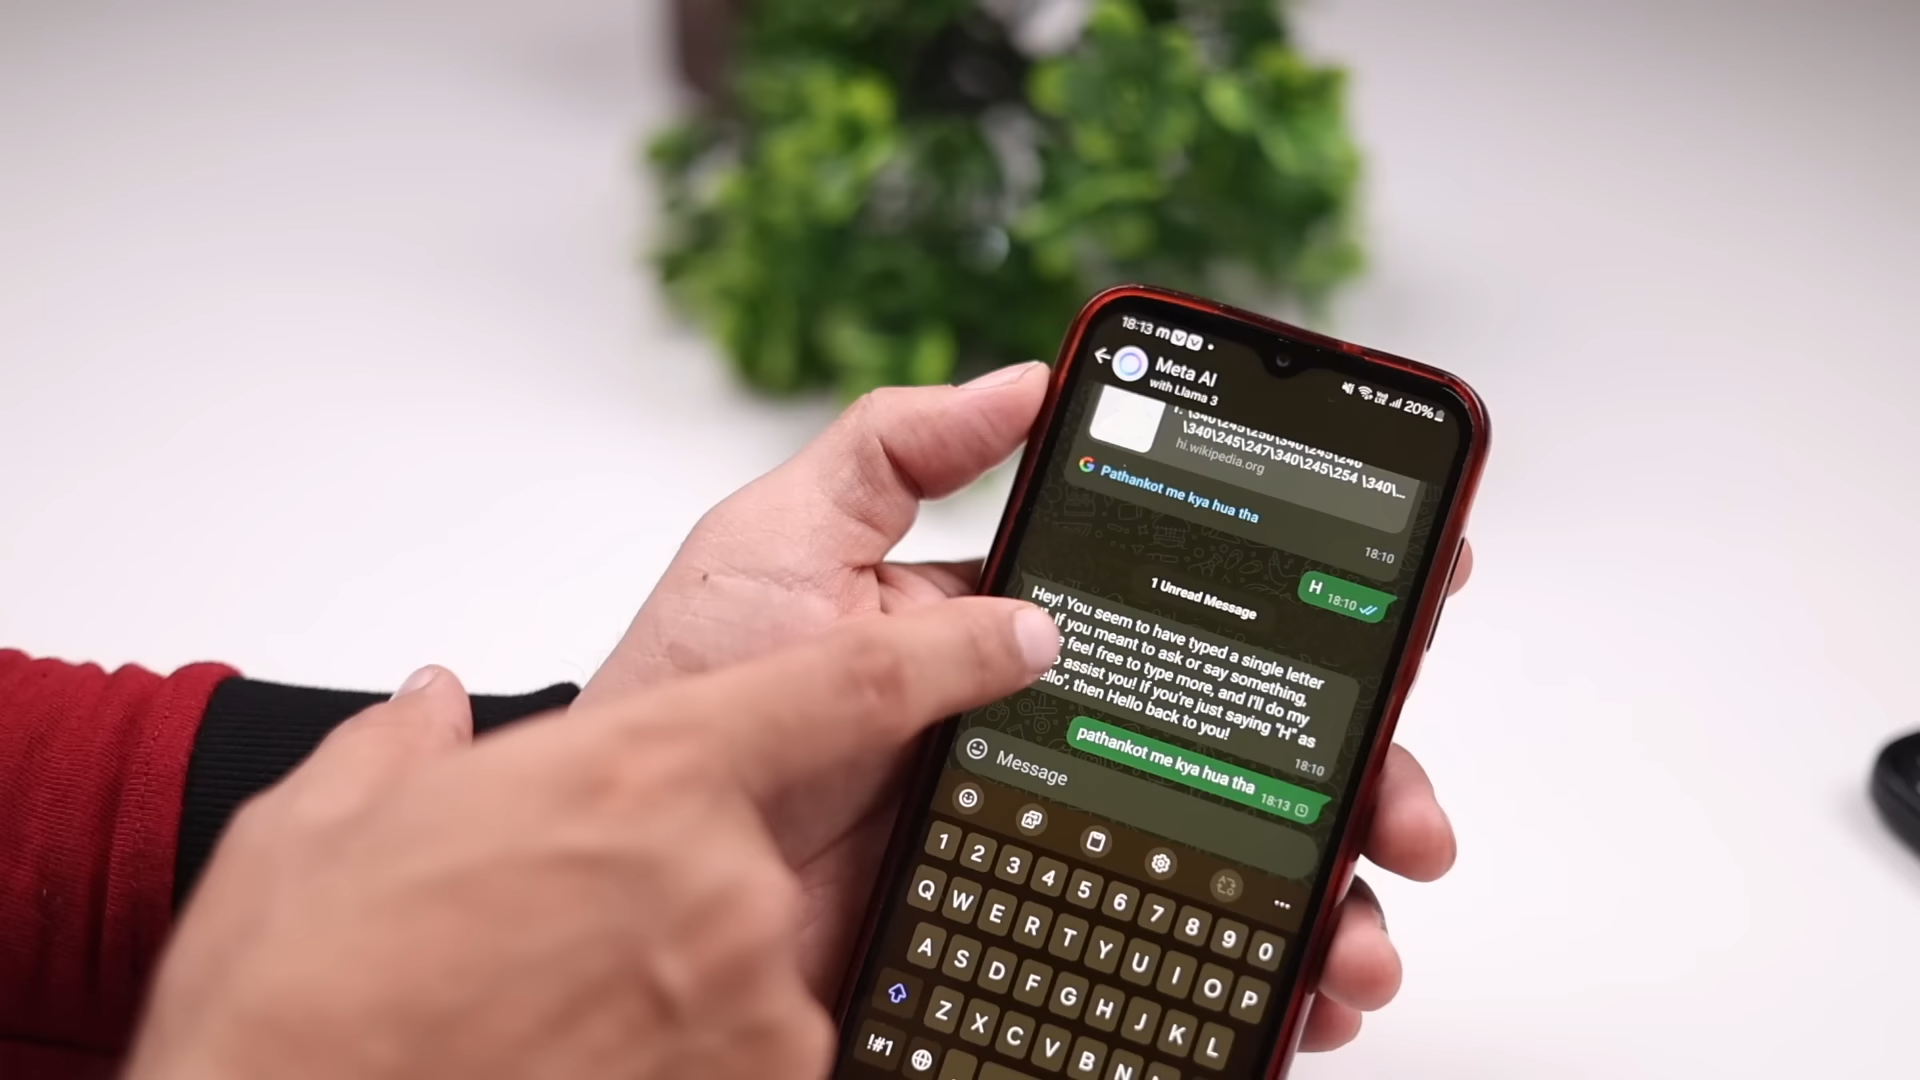 18:13
20%
Meta AI
with Llama 3
\340\245\247\340\245\254 \340\...
hi.wikipedia.org
Pathankot me kya hua tha
18:10
H 18:10
1 Unread Message
Hey! You seem to have typed a single letter
If you meant to ask or say something,
feel free to type more, and I'll do my
assist you! If you're just saying "H" as
then Hello back to you!
18:10
pathankot me kya hua tha 18:13
Message
1 2 3 4 5 6 7 8 9 0
Q W E R T Y U I O P
A S D F G H J K L
Z X C V B N
!#1